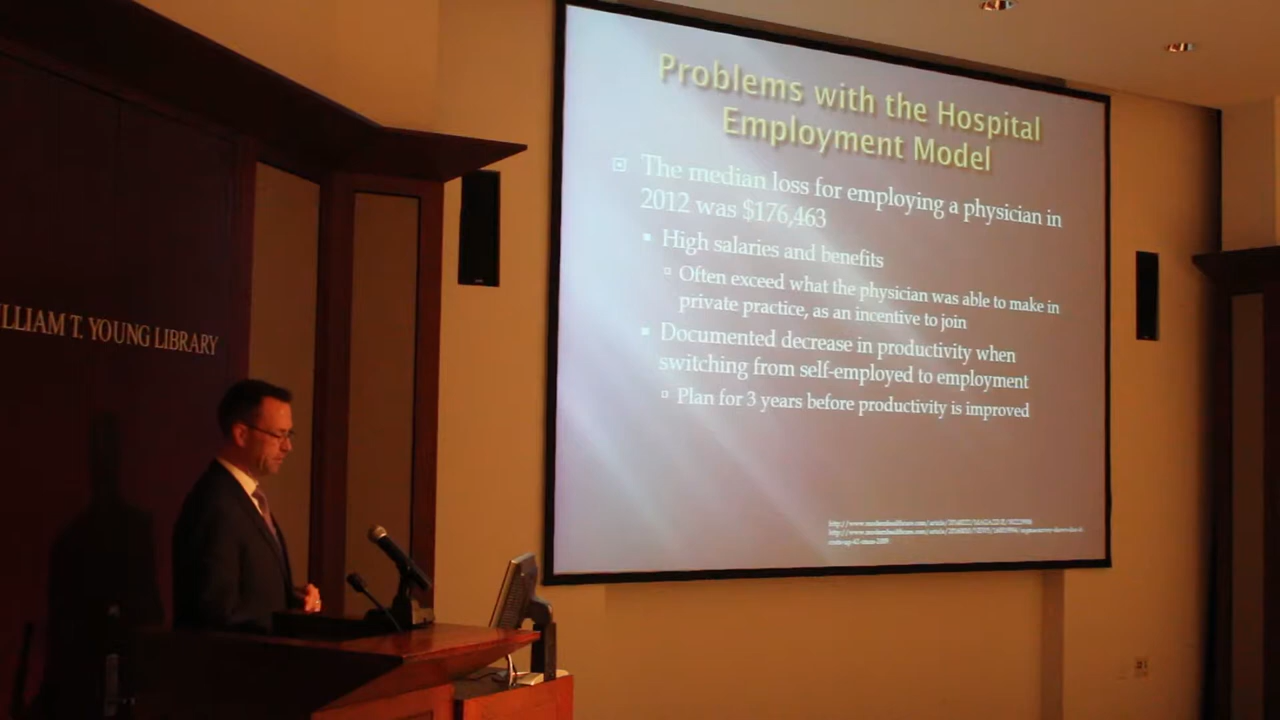 Problems with the Hospital
Employment Model
The median loss for employing a physician in
2012 was $176,463
High salaries and benefits
Often exceed what the physician was able to make in
private practice, as an incentive to join
Documented decrease in productivity when
switching from self-employed to employment
Plan for 3 years before productivity is improved
LLIAM T. YOUNG LIBRARY